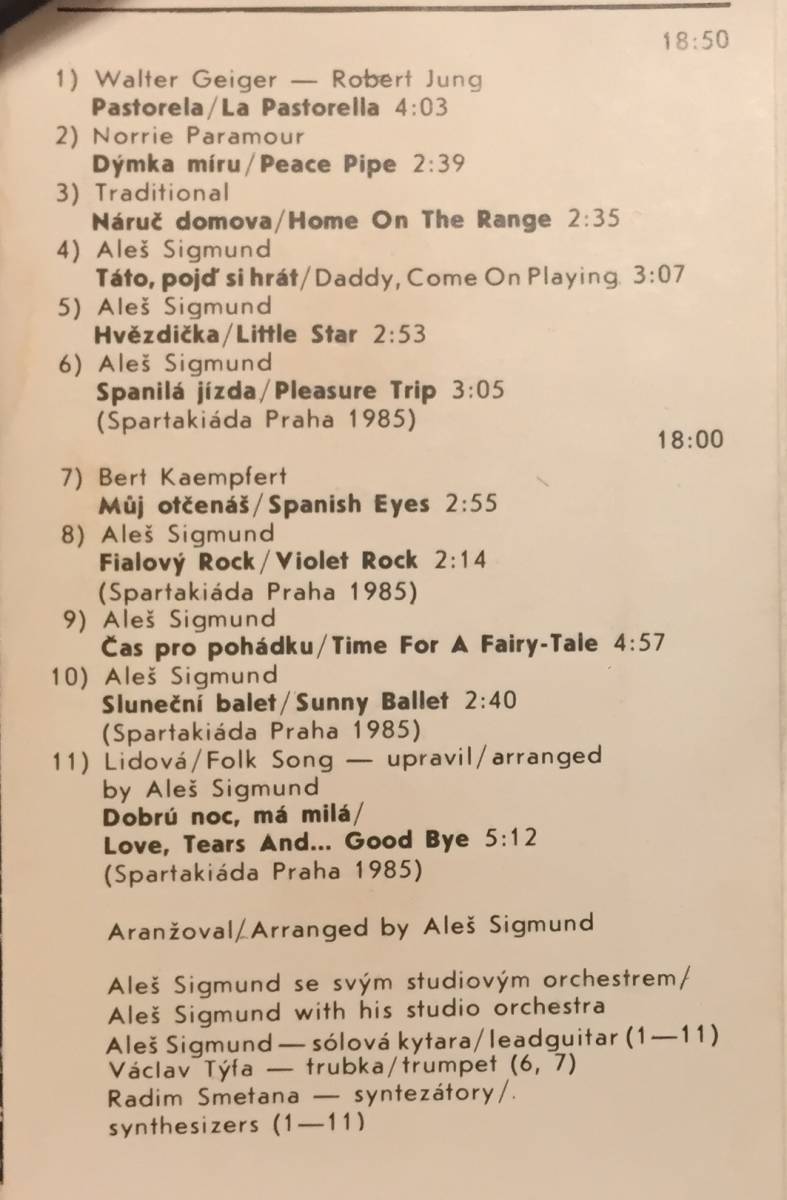 18:50
1) Walter Geiger — Robert Jung
Pastorela/La Pastorella 4:03
2) Norrie Paramour
Dýmka míru/Peace Pipe 2:39
3) Traditional
Náruč domova/Home On The Range 2:35
4) Aleš Sigmund
Táto, pojď si hrát/Daddy, Come On Playing 3:07
5) Aleš Sigmund
Hvězdička/Little Star 2:53
6) Aleš Sigmund
Spanilá jízda/Pleasure Trip 3:05
(Spartakiáda Praha 1985)
18:00
7) Bert Kaempfert
Můj otčenáš/Spanish Eyes 2:55
8) Aleš Sigmund
Fialový Rock/Violet Rock 2:14
(Spartakiáda Praha 1985)
9) Aleš Sigmund
Čas pro pohádku/Time For A Fairy-Tale 4:57
10) Aleš Sigmund
Sluneční balet/Sunny Ballet 2:40
(Spartakiáda Praha 1985)
11) Lidová/Folk Song — upravil/arranged
by Aleš Sigmund
Dobrú noc, má milá/
Love, Tears And... Good Bye 5:12
(Spartakiáda Praha 1985)
Aranžoval/Arranged by Aleš Sigmund
Aleš Sigmund se svým studiovým orchestrem/
Aleš Sigmund with his studio orchestra
Aleš Sigmund — sólová kytara/leadguitar (1—11)
Václav Týfa — trubka/trumpet (6, 7)
Radim Smetana — syntezátory/.
synthesizers (1—11)